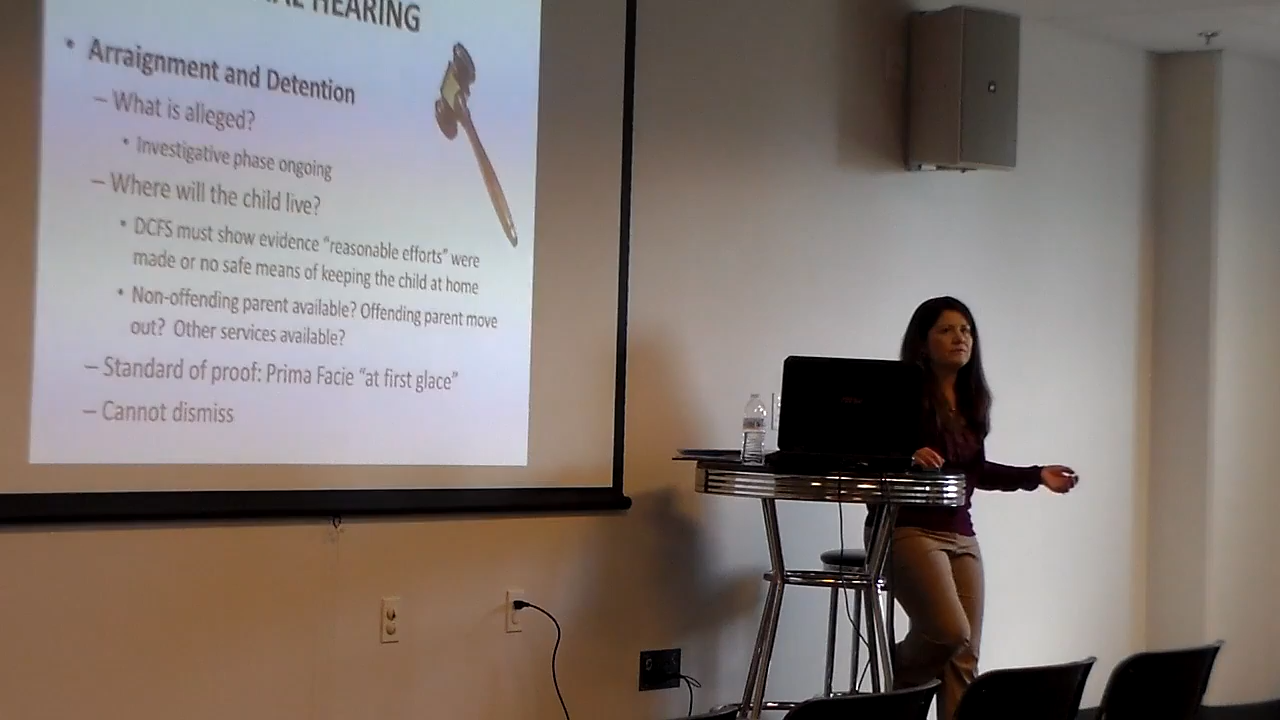 HEARING
• Arraignment and Detention
– What is alleged?
• Investigative phase ongoing
– Where will the child live?
• DCFS must show evidence “reasonable efforts” were
made or no safe means of keeping the child at home
• Non-offending parent available? Offending parent move
out? Other services available?
– Standard of proof: Prima Facie “at first glace”
– Cannot dismiss